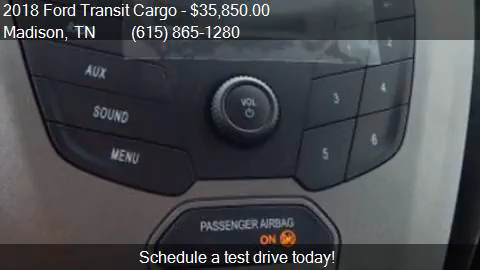 2018 Ford Transit Cargo - $35,850.00
Madison, TN (615) 865-1280
AUX
SOUND
MENU
VOL
3
4
5
6
PASSENGER AIRBAG
ON
Schedule a test drive today!